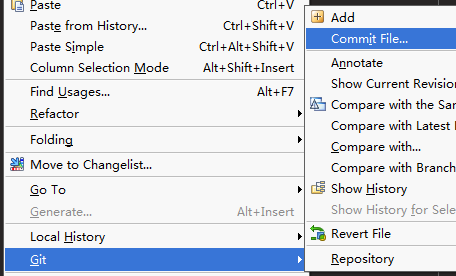 Paste Ctrl+V
Paste from History... Ctrl+Shift+V
Paste Simple Ctrl+Alt+Shift+V
Column Selection Mode Alt+Shift+Insert
Find Usages... Alt+F7
Refactor
Folding
Move to Changelist...
Go To
Generate... Alt+Insert
Local History
Git
Add
Commit File...
Annotate
Show Current Revision
Compare with the Sa
Compare with Latest
Compare with...
Compare with Branch
Show History
Show History for Sele
Revert File
Repository